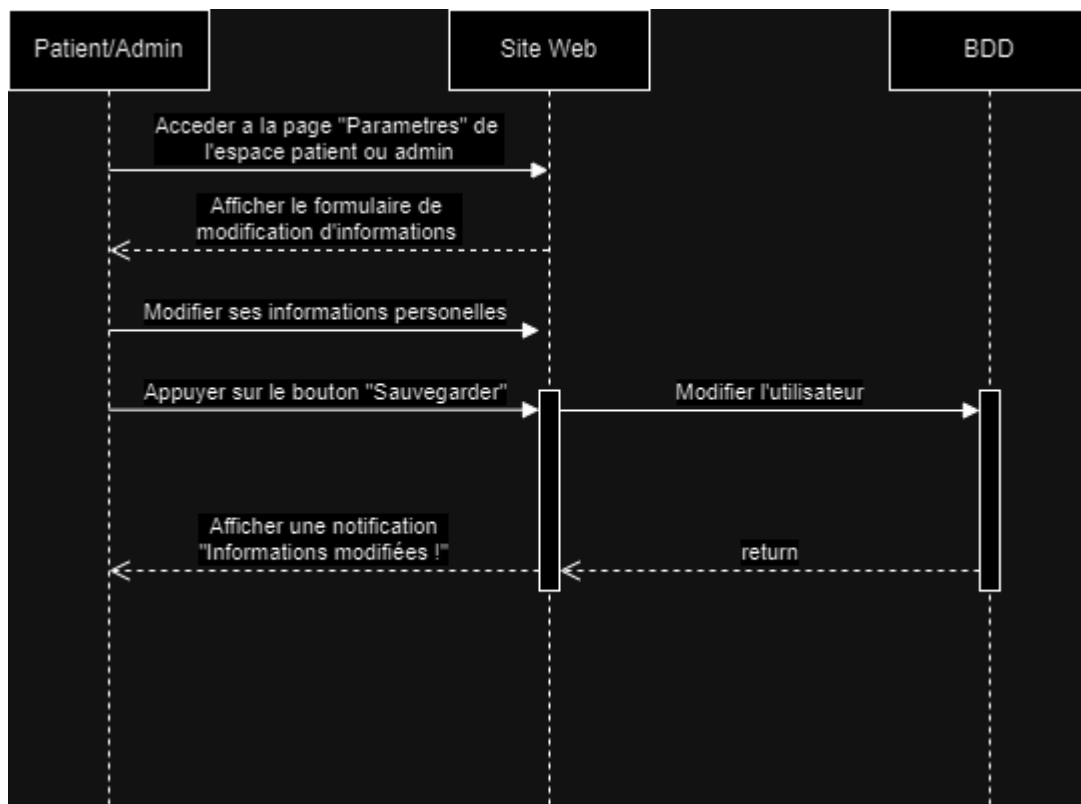 Patient/Admin
Site Web
BDD
Acceder a la page "Parametres" de
l'espace patient ou admin
Afficher le formulaire de
modification d'informations
Modifier ses informations personelles
Appuyer sur le bouton "Sauvegarder"
Modifier l'utilisateur
Afficher une notification
"Informations modifiées !"
return